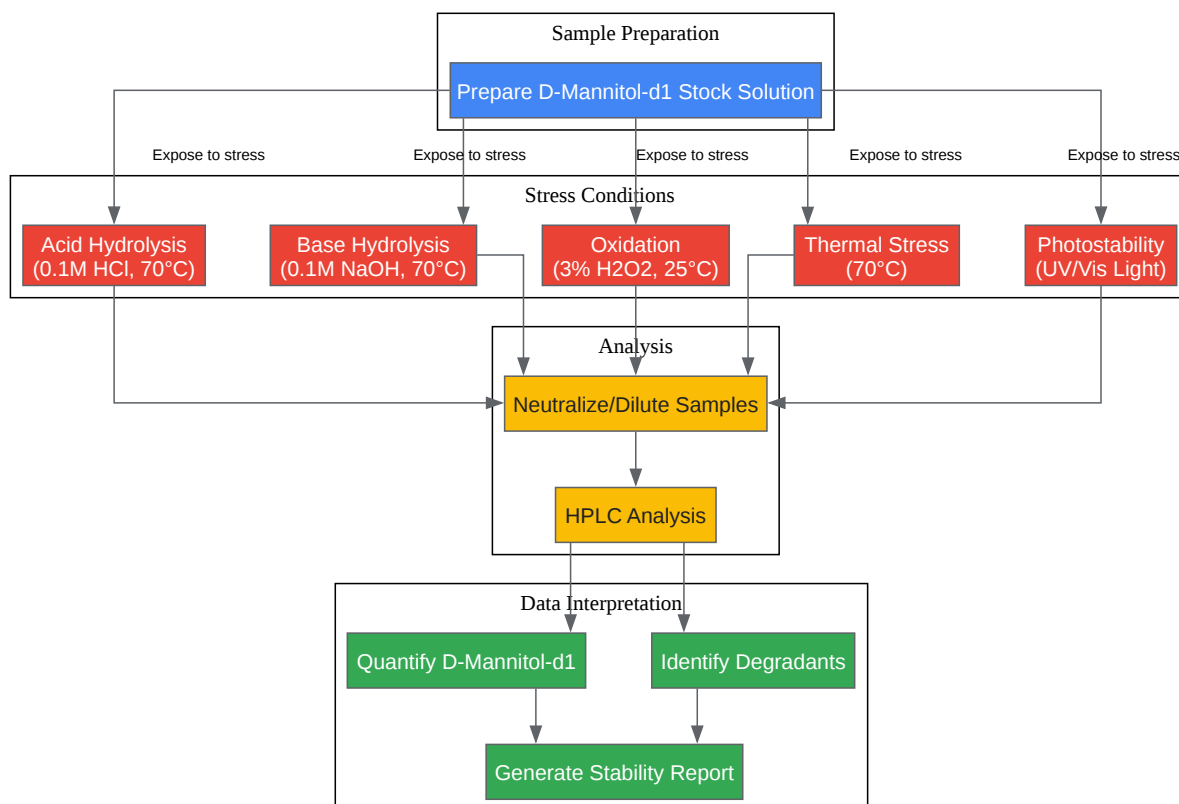 Sample Preparation
Prepare D-Mannitol-d1 Stock Solution
Expose to stress
Expose to stress
Expose to stress
Expose to stress
Expose to stress
Stress Conditions
Acid Hydrolysis
(0.1M HCl, 70°C)
Base Hydrolysis
(0.1M NaOH, 70°C)
Oxidation
(3% H2O2, 25°C)
Thermal Stress
(70°C)
Photostability
(UV/Vis Light)
Analysis
Neutralize/Dilute Samples
HPLC Analysis
Data Interpretation
Quantify D-Mannitol-d1
Identify Degradants
Generate Stability Report